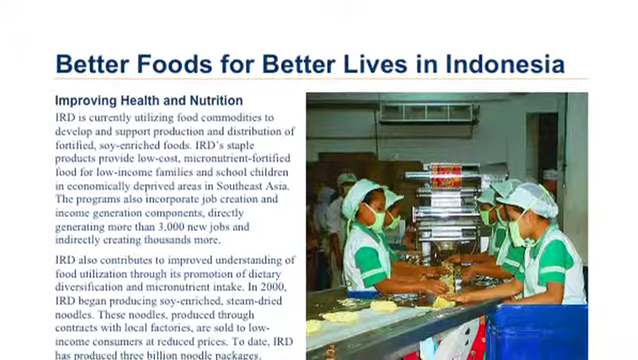 Better Foods for Better Lives in Indonesia
Improving Health and Nutrition
IRD is currently utilizing food commodities to
develop and support production and distribution of
fortified, soy-enriched foods. IRD's staple
products provide low-cost, micronutrient-fortified
food for low-income families and school children
in economically deprived areas in Southeast Asia.
The programs also incorporate job creation and
income generation components, directly
generating more than 3,000 new jobs and
indirectly creating thousands more.
IRD also contributes to improved understanding of
food utilization through its promotion of dietary
diversification and micronutrient intake. In 2000,
IRD began producing soy-enriched, steam-dried
noodles. These noodles, produced through
contracts with local factories, are sold to low-
income consumers at reduced prices. To date, IRD
has produced three billion noodle packages.